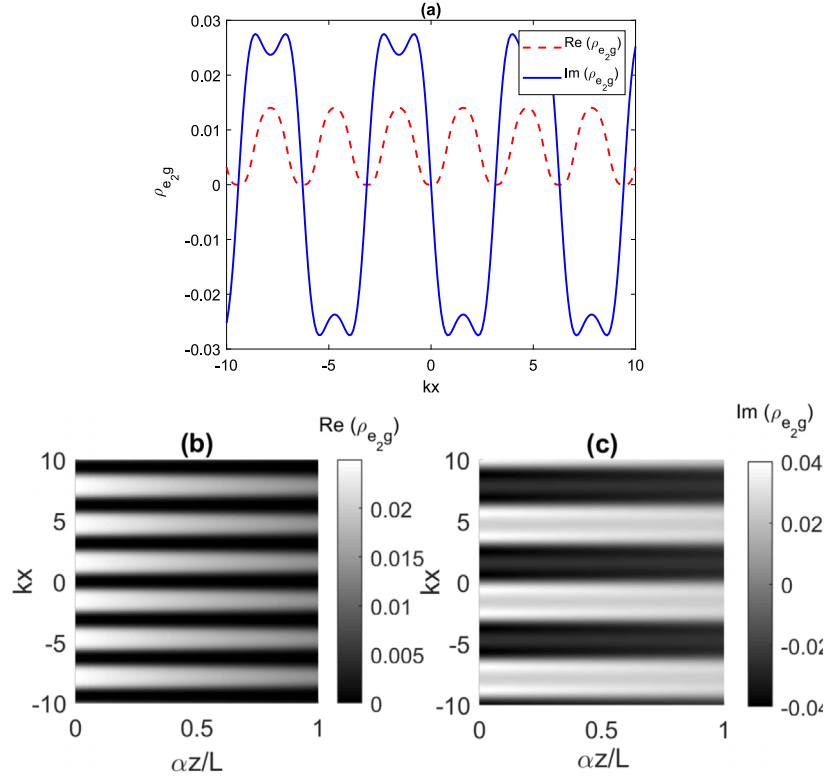 (a)
0.03
0.02
0.01
0
-0.01
-0.02
-0.03
ρe2g
Re (ρe2g)
Im (ρe2g)
-10 -5 0 5 10
kx
(b)
Re (ρe2g)
10
5
0
-5
-10
kx
0 0.5 1
αz/L
0.02
0.015
0.01
0.005
0
(c)
Im (ρe2g)
10
5
0
-5
-10
kx
0 0.5 1
αz/L
0.04
0.02
0
-0.02
-0.04